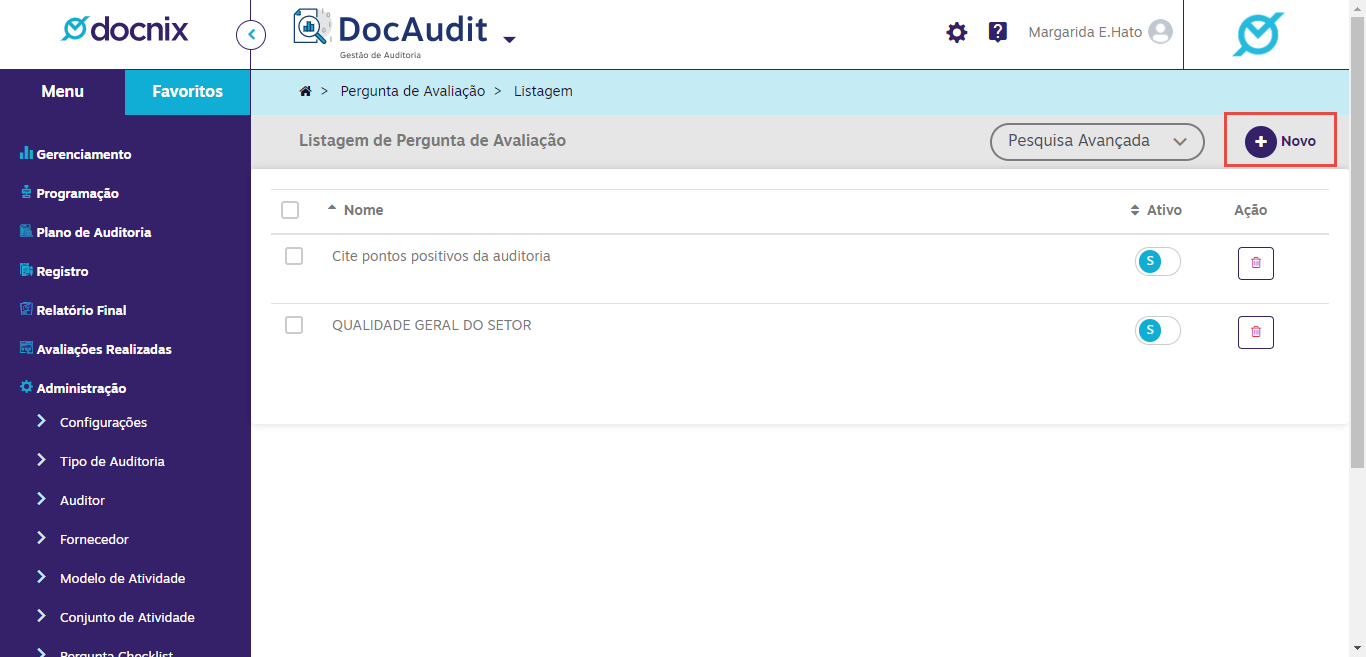 docnix
DocAudit
Gestão de Auditoria
Margarida E.Hato
Menu
Favoritos
> Pergunta de Avaliação > Listagem
Listagem de Pergunta de Avaliação
Pesquisa Avançada
Novo
Gerenciamento
Programação
Plano de Auditoria
Registro
Relatório Final
Avaliações Realizadas
Administração
Configurações
Tipo de Auditoria
Auditor
Fornecedor
Modelo de Atividade
Conjunto de Atividade
Pergunta Checklist
Nome Ativo Ação
Cite pontos positivos da auditoria S
QUALIDADE GERAL DO SETOR S